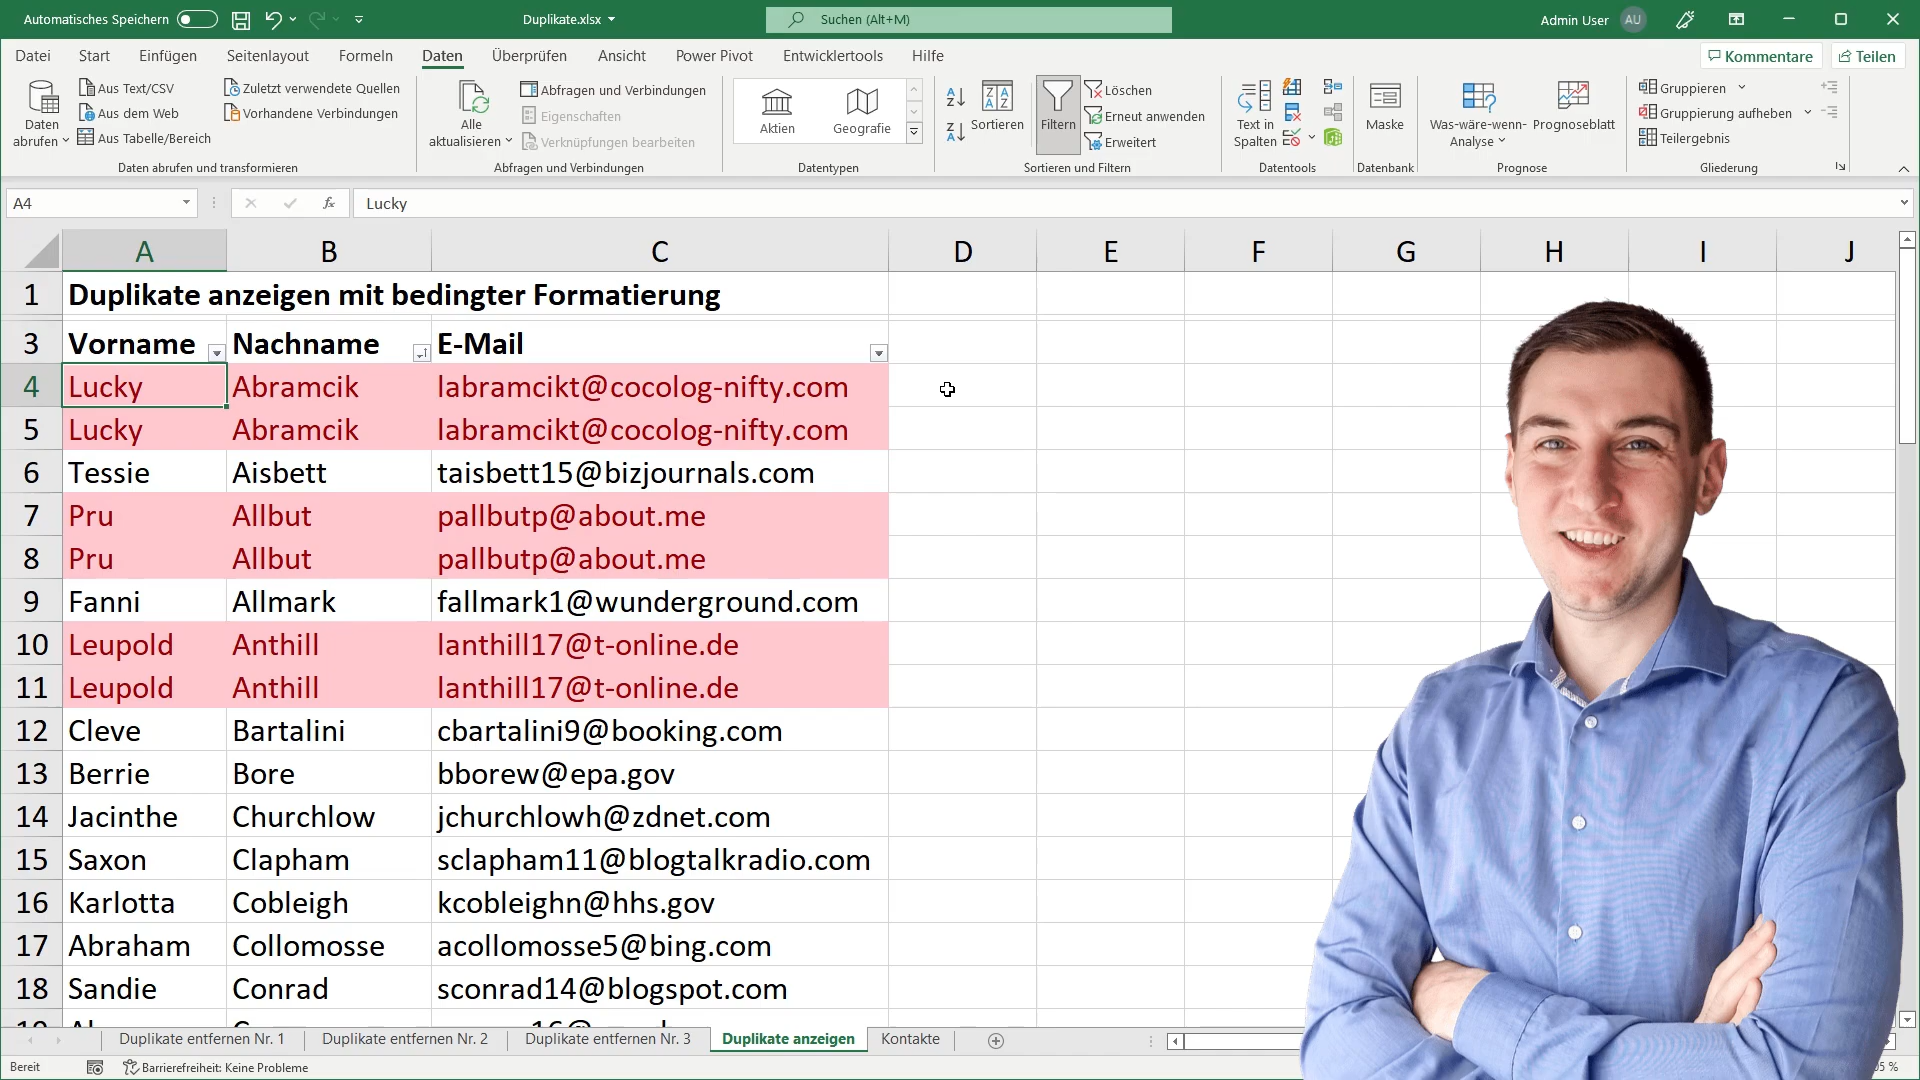 Automatisches Speichern
Duplikate.xlsx
Suchen (Alt+M)
Admin User AU
Datei Start Einfügen Seitenlayout Formeln Daten Überprüfen Ansicht Power Pivot Entwicklertools Hilfe
Kommentare Teilen
Daten abrufen
Aus Text/CSV
Aus dem Web
Aus Tabelle/Bereich
Zuletzt verwendete Quellen
Vorhandene Verbindungen
Daten abrufen und transformieren
Alle aktualisieren
Abfragen und Verbindungen
Eigenschaften
Verknüpfungen bearbeiten
Abfragen und Verbindungen
Aktien Geografie
Datentypen
Sortieren
Filtern
Löschen
Erneut anwenden
Erweitert
Sortieren und Filtern
Text in Spalten
Datentools
Maske
Datenbank
Was-wäre-wenn-Analyse
Prognoseblatt
Prognose
Gruppieren
Gruppierung aufheben
Teilergebnis
Gliederung
A4 fx Lucky
A B C D E F G H I J
1 Duplikate anzeigen mit bedingter Formatierung
3 Vorname Nachname E-Mail
4 Lucky Abramcik labramcikt@cocolog-nifty.com
5 Lucky Abramcik labramcikt@cocolog-nifty.com
6 Tessie Aisbett taisbett15@bizjournals.com
7 Pru Allbut pallbutp@about.me
8 Pru Allbut pallbutp@about.me
9 Fanni Allmark fallmark1@wunderground.com
10 Leupold Anthill lanthill17@t-online.de
11 Leupold Anthill lanthill17@t-online.de
12 Cleve Bartalini cbartalini9@booking.com
13 Berrie Bore bborew@epa.gov
14 Jacinthe Churchlow jchurchlowh@zdnet.com
15 Saxon Clapham sclapham11@blogtalkradio.com
16 Karlotta Cobleigh kcobleighn@hhs.gov
17 Abraham Collomosse acollomosse5@bing.com
18 Sandie Conrad sconrad14@blogspot.com
Duplikate entfernen Nr. 1 Duplikate entfernen Nr. 2 Duplikate entfernen Nr. 3 Duplikate anzeigen Kontakte
Bereit Barrierefreiheit: Keine Probleme